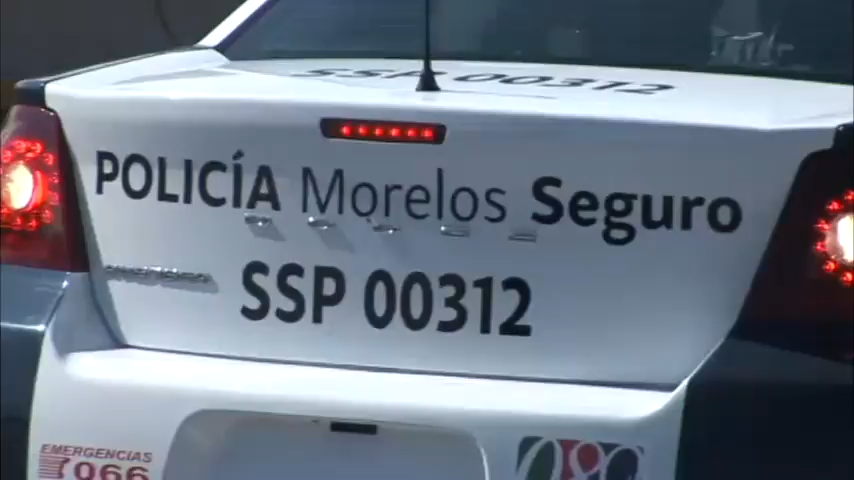 SSP 00312
POLICÍA Morelos Seguro
SSP 00312
EMERGENCIAS
066